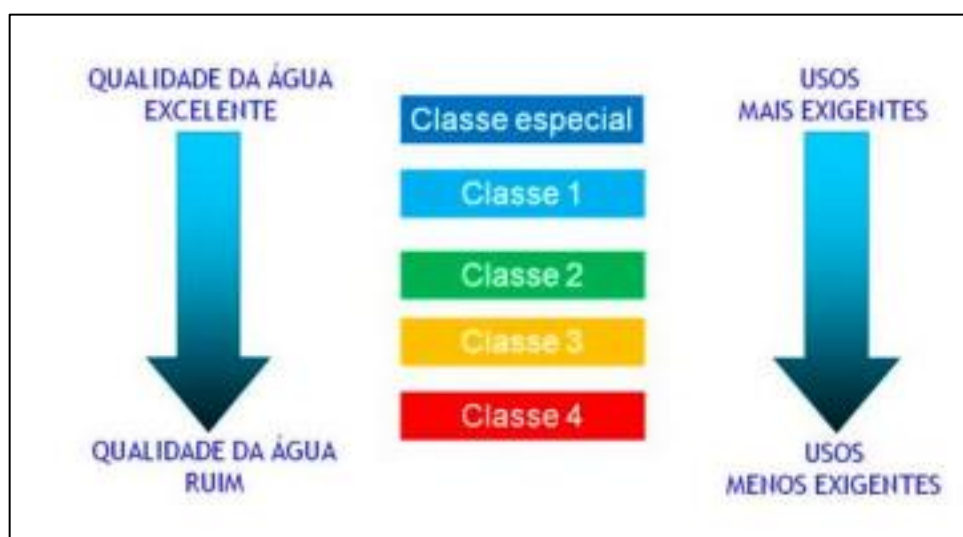 QUALIDADE DA ÁGUA
EXCELENTE
Classe especial
Classe 1
Classe 2
Classe 3
Classe 4
QUALIDADE DA ÁGUA
RUIM
USOS
MAIS EXIGENTES
USOS
MENOS EXIGENTES